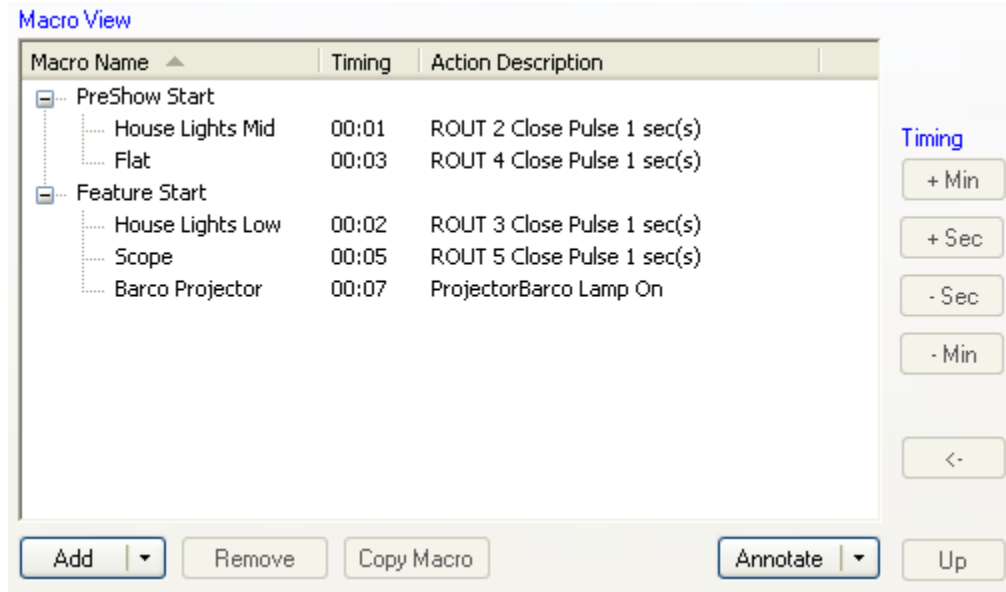 Macro View
Macro Name Timing Action Description
PreShow Start
House Lights Mid 00:01 ROUT 2 Close Pulse 1 sec(s)
Flat 00:03 ROUT 4 Close Pulse 1 sec(s)
Feature Start
House Lights Low 00:02 ROUT 3 Close Pulse 1 sec(s)
Scope 00:05 ROUT 5 Close Pulse 1 sec(s)
Barco Projector 00:07 ProjectorBarco Lamp On
Timing
+ Min
+ Sec
- Sec
- Min
<-
Add Remove Copy Macro Annotate Up